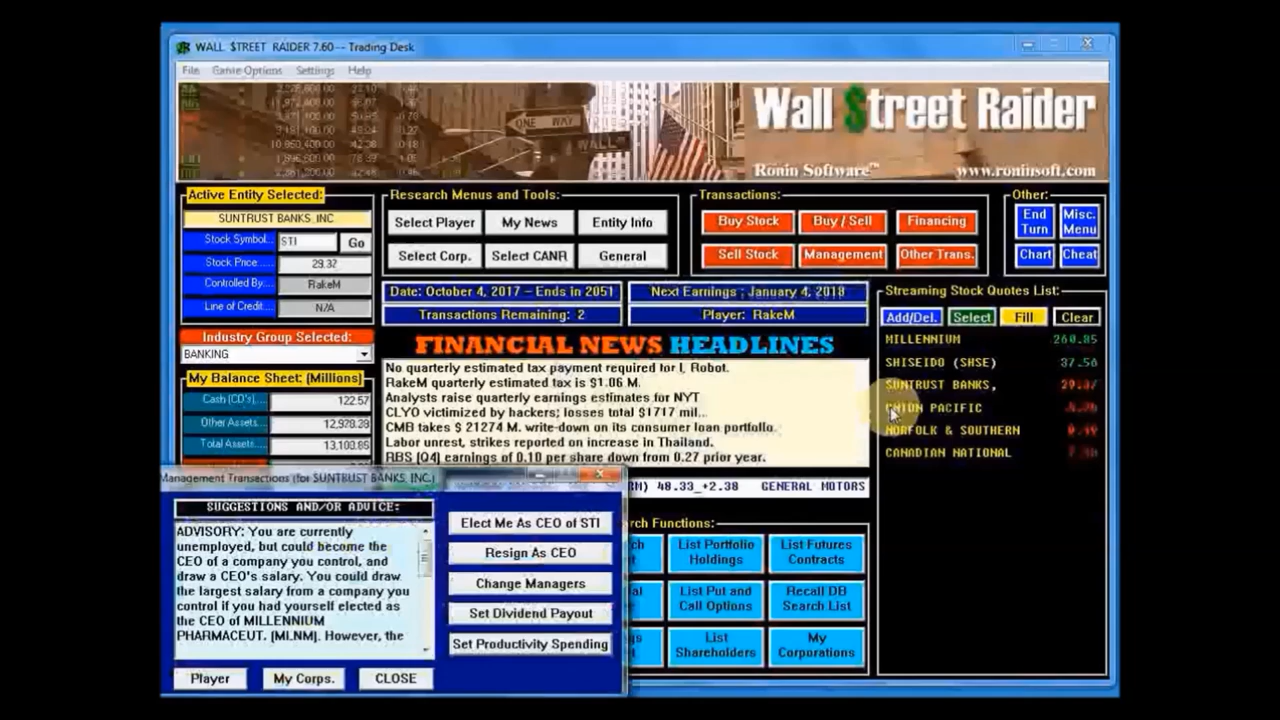 WALL $TREET RAIDER 7.60-- Trading Desk
File Game Options Settings Help
ONE WAY
WALL
Wall $treet Raider
Ronin Software™ www.roninsoft.com
Active Entity Selected:
SUNTRUST BANKS, INC
Stock Symbol... STI Go
Stock Price..... 29.37
Controlled By: RakeM
Line of Credit. N/A
Industry Group Selected:
BANKING
My Balance Sheet: (Millions)
Cash (CD's) 122.57
Other Assets.
Total Assets 13,100.85
Research Menus and Tools:
Select Player My News Entity Info
Select Corp. Select CANR General
Transactions:
Buy Stock Buy / Sell Financing
Sell Stock Management Other Trans.
Other:
End Turn Misc. Menu
Chart Cheat
Date: October 4, 2017 -- Ends in 2051 Next Earnings : January 4, 2018
Transactions Remaining: 2 Player: RakeM
FINANCIAL NEWS HEADLINES
No quarterly estimated tax payment required for I, Robot.
RakeM quarterly estimated tax is $1.06 M.
Analysts raise quarterly earnings estimates for NYT
CLYO victimized by hackers; losses total $1717 mil...
CMB takes $ 21274 M. write-down on its consumer loan portfolio.
Labor unrest, strikes reported on increase in Thailand.
RBS [Q4] earnings of 0.10 per share down from 0.27 prior year.
48.33_+2.38 GENERAL MOTORS
Streaming Stock Quotes List:
Add/Del. Select Fill Clear
MILLENNIUM 260.85
SHISEIDO (SHSE) 37.56
SUNTRUST BANKS,
UNION PACIFIC
NORFOLK & SOUTHERN
CANADIAN NATIONAL
Management Transactions (for SUNTRUST BANKS, INC.)
SUGGESTIONS AND/OR ADVICE:
ADVISORY: You are currently
unemployed, but could become the
CEO of a company you control, and
draw a CEO's salary. You could draw
the largest salary from a company you
control if you had yourself elected as
the CEO of MILLENNIUM
PHARMACEUT. (MLNM). However, the
Elect Me As CEO of STI
Resign As CEO
Change Managers
Set Dividend Payout
Set Productivity Spending
Player My Corps. CLOSE
Functions:
List Portfolio Holdings List Futures Contracts
List Put and Call Options Recall DB Search List
List Shareholders My Corporations